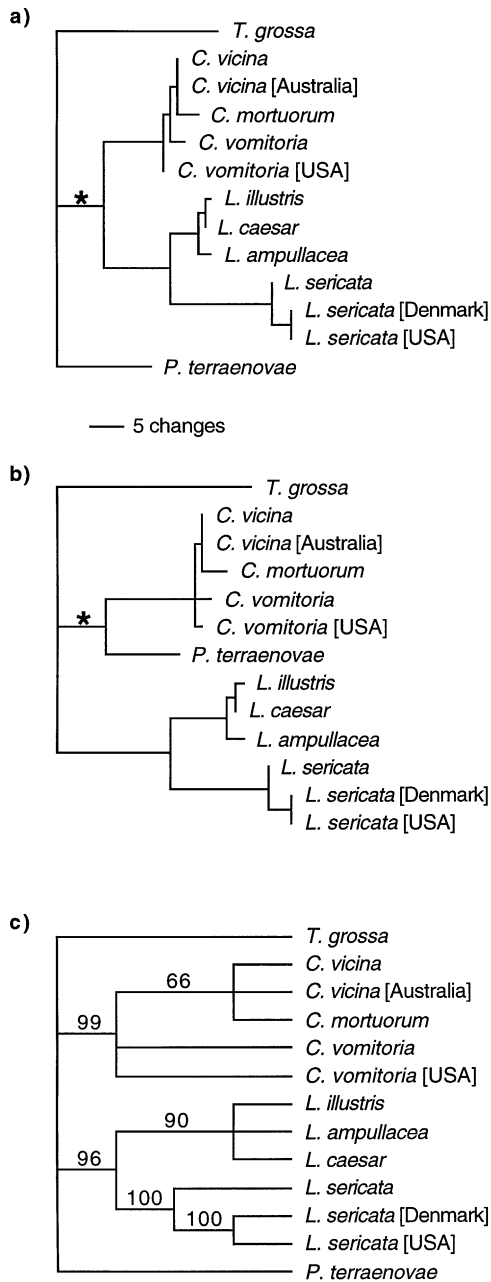 a)
T. grossa
C. vicina
C. vicina [Australia]
C. mortuorum
C. vomitoria
C. vomitoria [USA]
*
L. illustris
L. caesar
L. ampullacea
L. sericata
L. sericata [Denmark]
L. sericata [USA]
P. terraenovae
5 changes
b)
T. grossa
C. vicina
C. vicina [Australia]
C. mortuorum
C. vomitoria
*
C. vomitoria [USA]
P. terraenovae
L. illustris
L. caesar
L. ampullacea
L. sericata
L. sericata [Denmark]
L. sericata [USA]
c)
T. grossa
C. vicina
66
C. vicina [Australia]
C. mortuorum
99
C. vomitoria
C. vomitoria [USA]
L. illustris
90
L. ampullacea
L. caesar
96
L. sericata
100
L. sericata [Denmark]
100
L. sericata [USA]
P. terraenovae